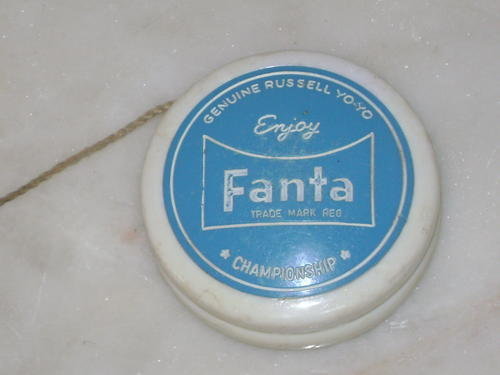 GENUINE RUSSELL YO-YO
Enjoy
Fanta
TRADE MARK REG
CHAMPIONSHIP